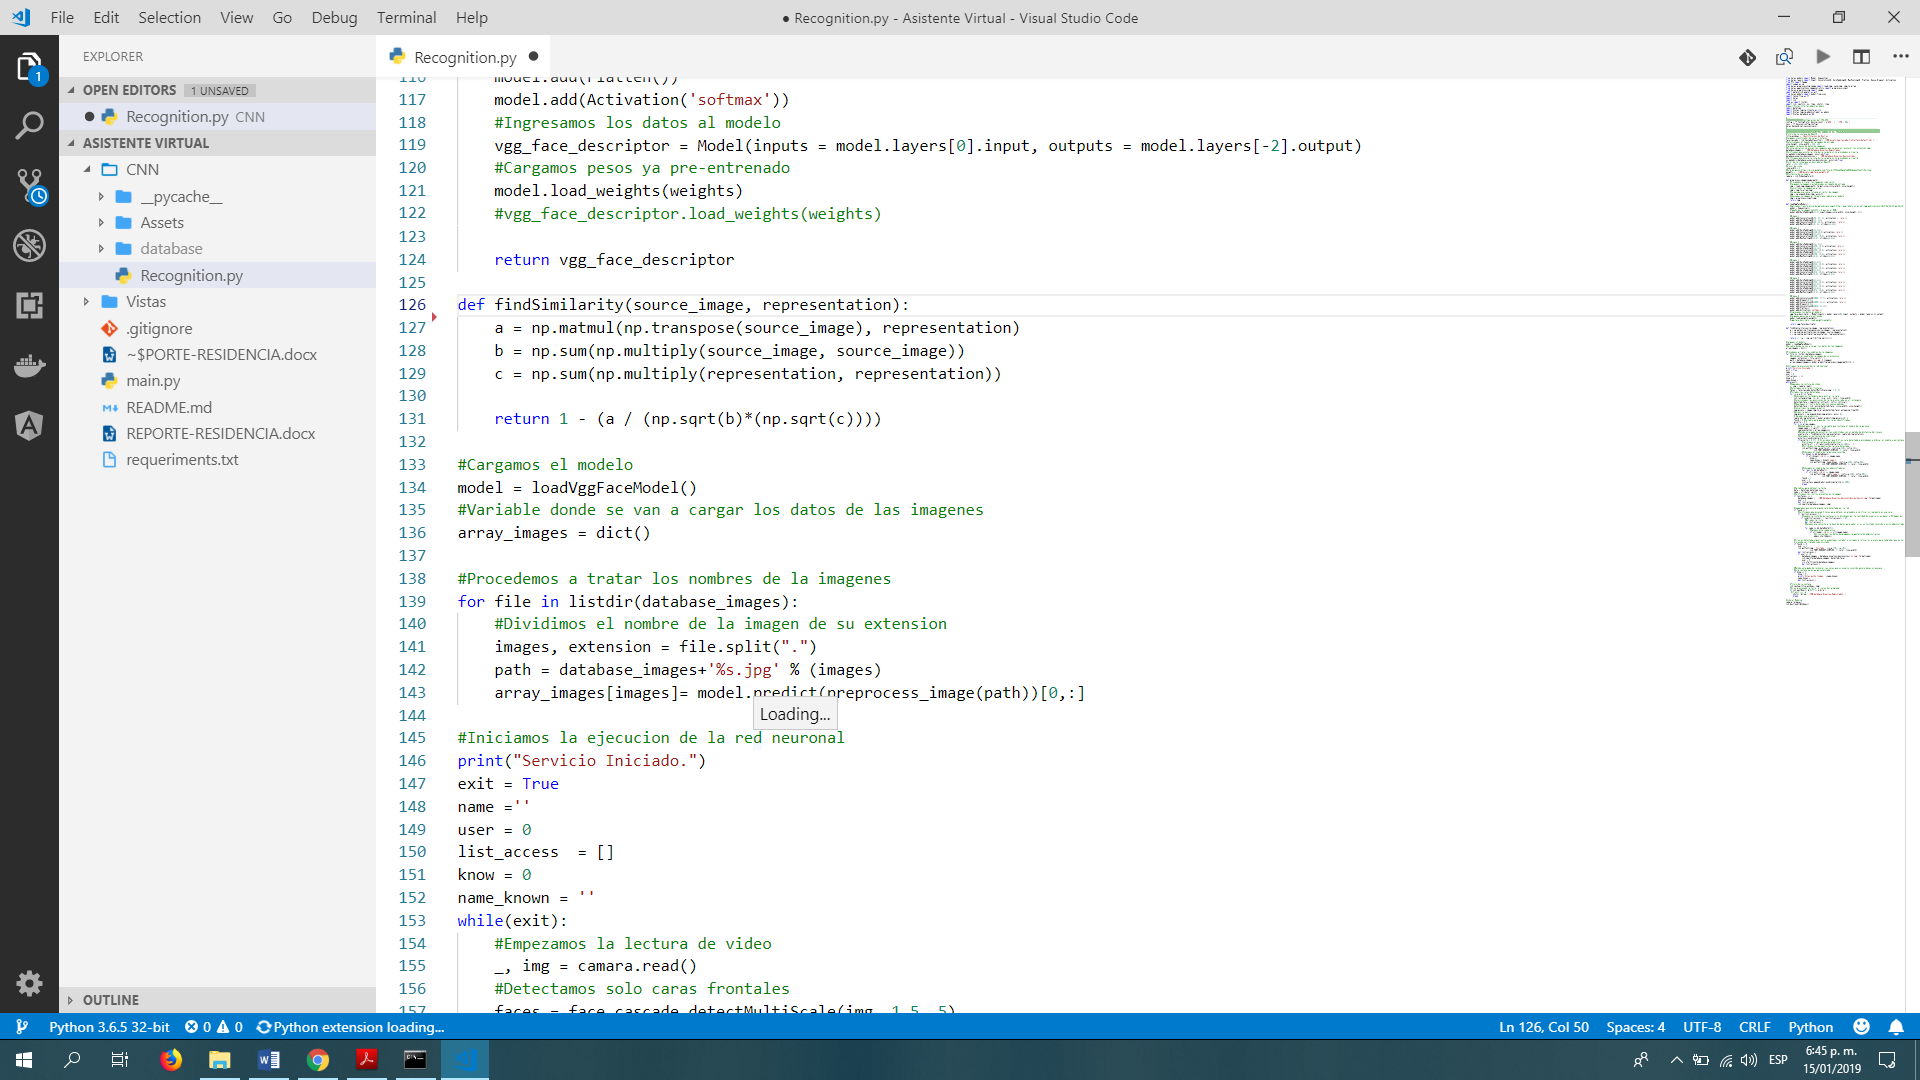 File Edit Selection View Go Debug Terminal Help
● Recognition.py - Asistente Virtual - Visual Studio Code
EXPLORER
OPEN EDITORS 1 UNSAVED
Recognition.py CNN
ASISTENTE VIRTUAL
CNN
__pycache__
Assets
database
Recognition.py
Vistas
.gitignore
~$PORTE-RESIDENCIA.docx
main.py
README.md
REPORTE-RESIDENCIA.docx
requeriments.txt
OUTLINE
Recognition.py
116 model.add(Flatten())
117 model.add(Activation('softmax'))
118 #Ingresamos los datos al modelo
119 vgg_face_descriptor = Model(inputs = model.layers[0].input, outputs = model.layers[-2].output)
120 #Cargamos pesos ya pre-entrenado
121 model.load_weights(weights)
122 #vgg_face_descriptor.load_weights(weights)
123
124 return vgg_face_descriptor
125
126 def findSimilarity(source_image, representation):
127 a = np.matmul(np.transpose(source_image), representation)
128 b = np.sum(np.multiply(source_image, source_image))
129 c = np.sum(np.multiply(representation, representation))
130
131 return 1 - (a / (np.sqrt(b)*(np.sqrt(c))))
132
133 #Cargamos el modelo
134 model = loadVggFaceModel()
135 #Variable donde se van a cargar los datos de las imagenes
136 array_images = dict()
137
138 #Procedemos a tratar los nombres de la imagenes
139 for file in listdir(database_images):
140 #Dividimos el nombre de la imagen de su extension
141 images, extension = file.split(".")
142 path = database_images+'%s.jpg' % (images)
143 array_images[images]= model.predict(preprocess_image(path))[0,:]
Loading...
144
145 #Iniciamos la ejecucion de la red neuronal
146 print("Servicio Iniciado.")
147 exit = True
148 name =''
149 user = 0
150 list_access  = []
151 know = 0
152 name_known = ''
153 while(exit):
154 #Empezamos la lectura de video
155 _, img = camara.read()
156 #Detectamos solo caras frontales
157 faces = face_cascade.detectMultiScale(img, 1.5, 5)
Python 3.6.5 32-bit 0 0 Python extension loading...
Ln 126, Col 50 Spaces: 4 UTF-8 CRLF Python
ESP
6:45 p. m.
15/01/2019